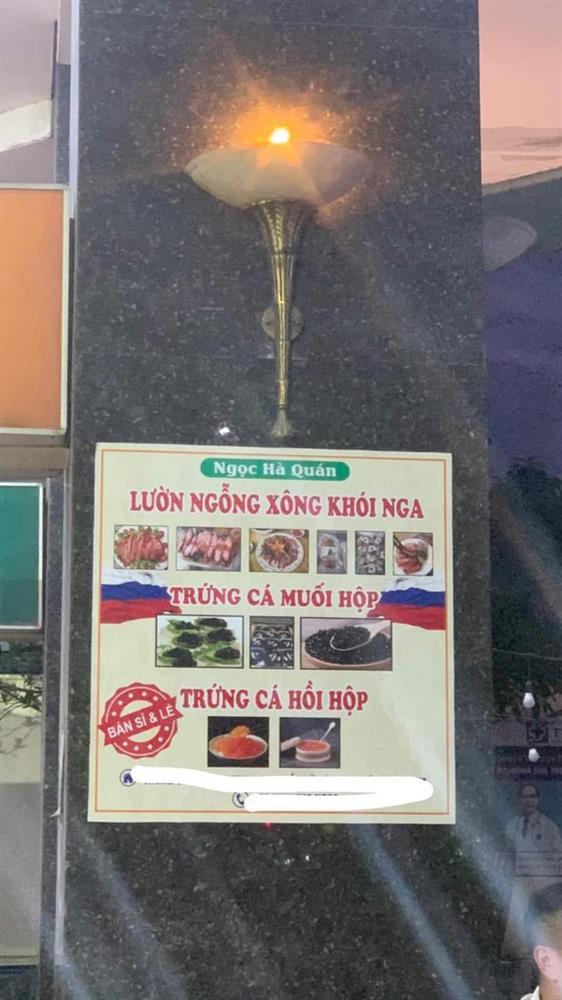 Ngọc Hà Quán
LƯỜN NGỖNG XÔNG KHÓI NGA
TRỨNG CÁ MUỐI HỘP
TRỨNG CÁ HỒI HỘP
BÁN SỈ & LẺ